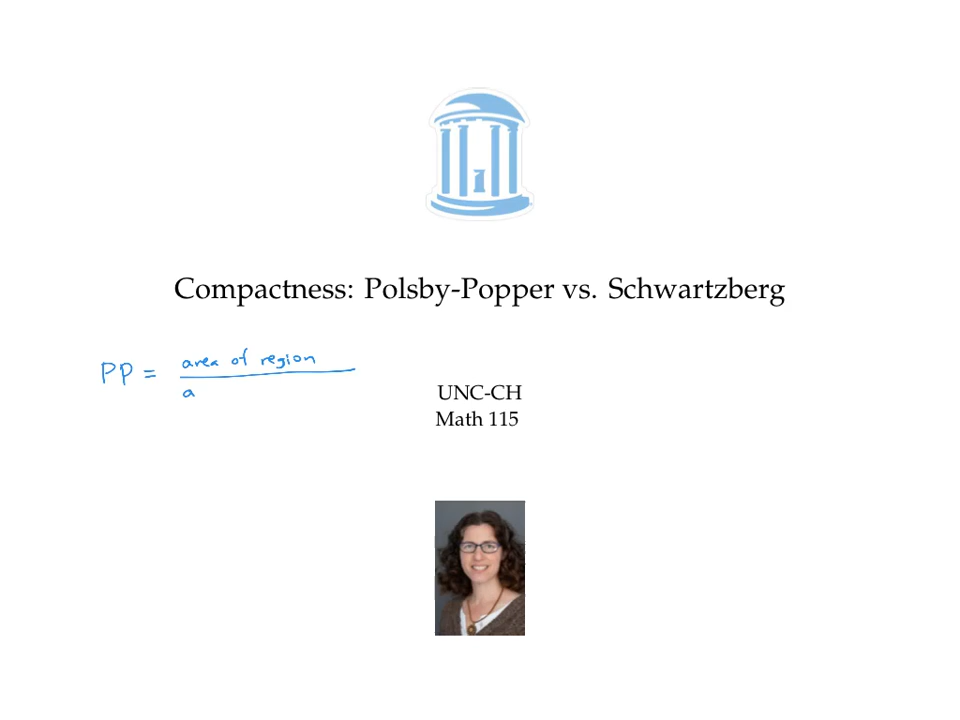 Compactness: Polsby-Popper vs. Schwartzberg
PP = area of region
a
UNC-CH
Math 115